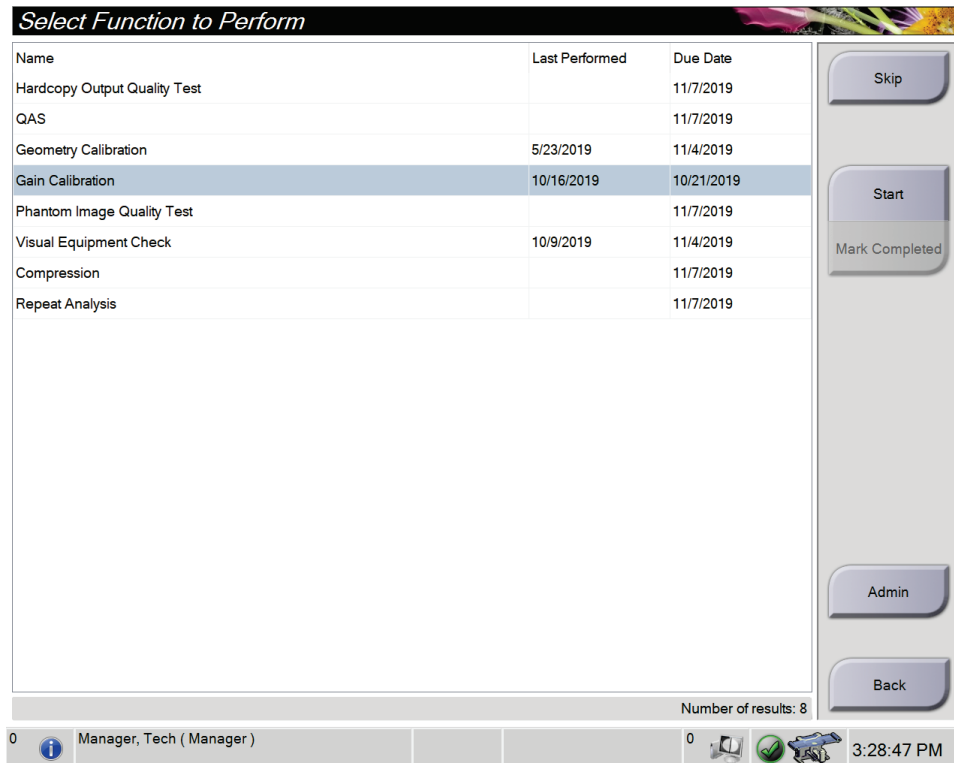 Select Function to Perform
Name Last Performed Due Date
Hardcopy Output Quality Test 11/7/2019
QAS 11/7/2019
Geometry Calibration 5/23/2019 11/4/2019
Gain Calibration 10/16/2019 10/21/2019
Phantom Image Quality Test 11/7/2019
Visual Equipment Check 10/9/2019 11/4/2019
Compression 11/7/2019
Repeat Analysis 11/7/2019
Number of results: 8
Skip
Start
Mark Completed
Admin
Back
0 Manager, Tech ( Manager ) 0 3:28:47 PM